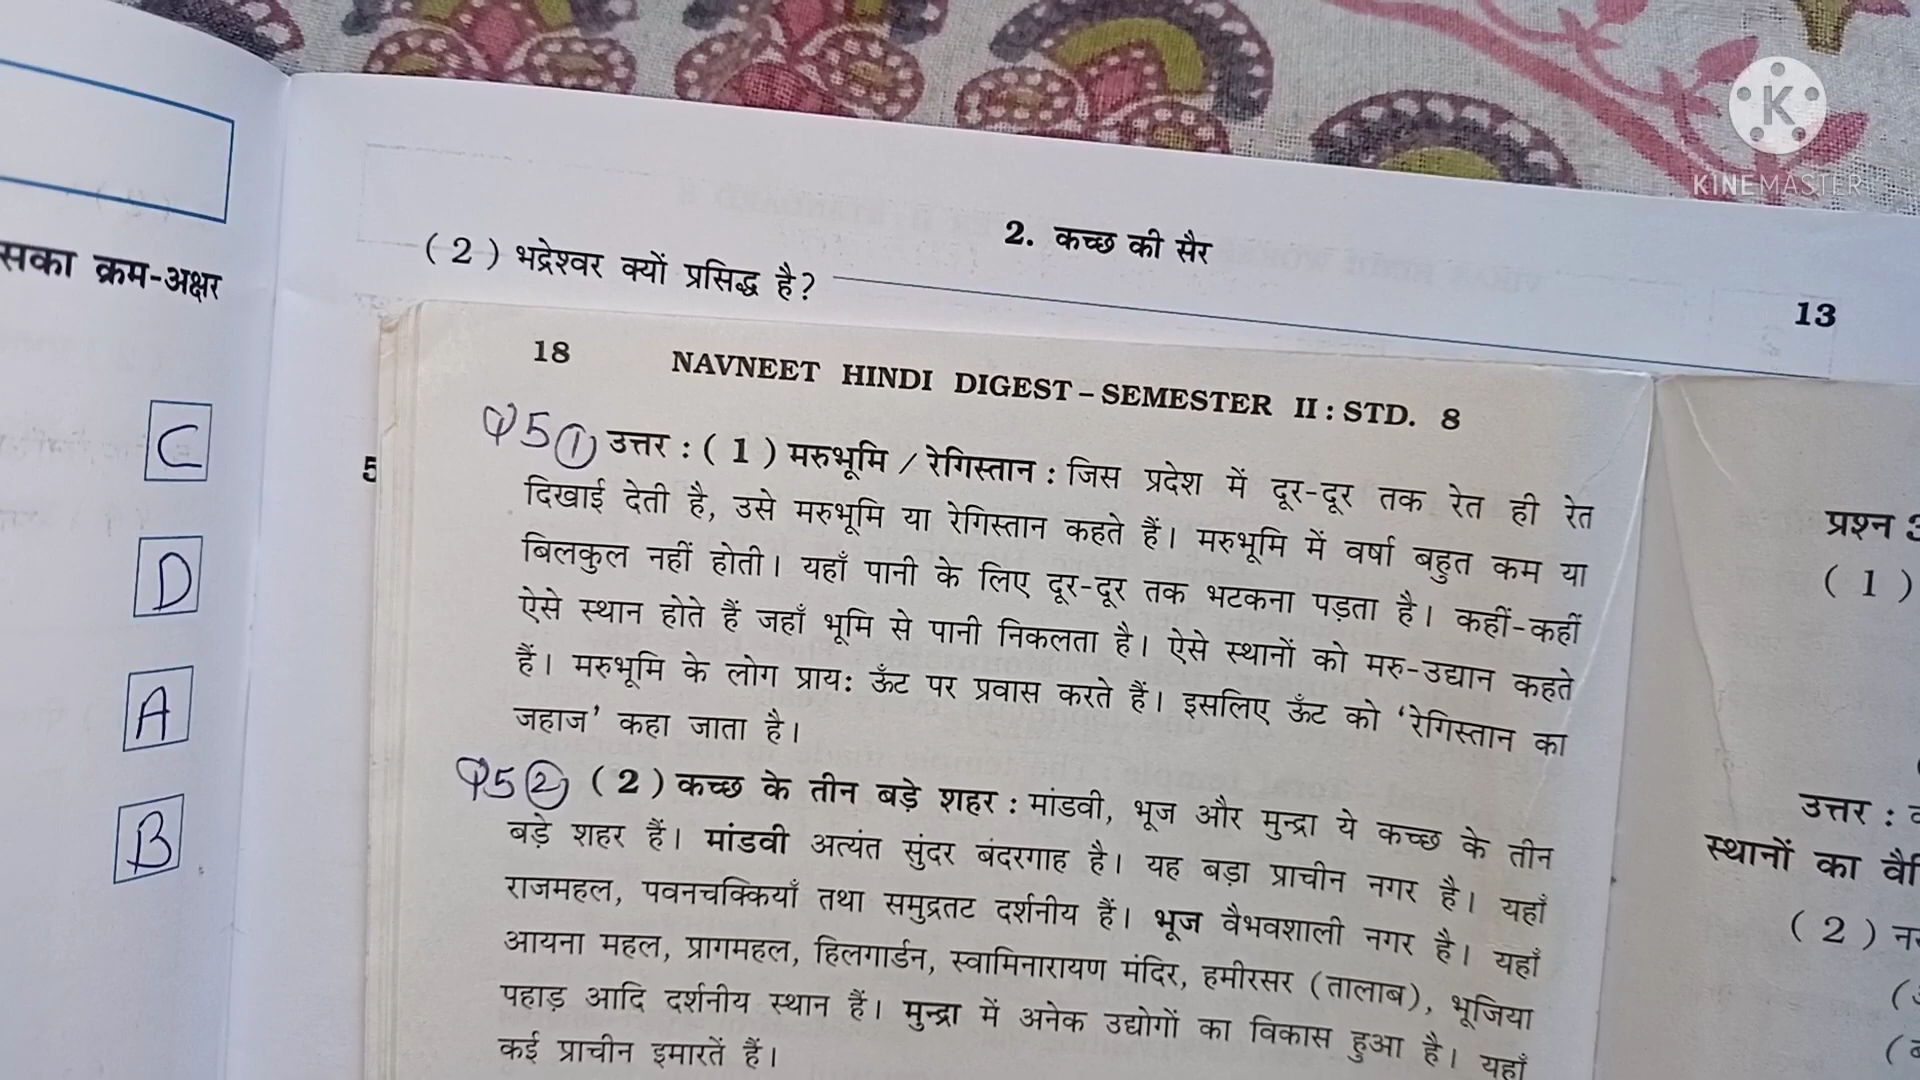 KINEMASTER
सका क्रम-अक्षर
C
D
A
B
2. कच्छ की सैर
13
( 2 ) भद्रेश्वर क्यों प्रसिद्ध है?
5
18 NAVNEET HINDI DIGEST – SEMESTER II : STD. 8
Q5 1 उत्तर : ( 1 ) मरुभूमि / रेगिस्तान : जिस प्रदेश में दूर-दूर तक रेत ही रेत
दिखाई देती है, उसे मरुभूमि या रेगिस्तान कहते हैं। मरुभूमि में वर्षा बहुत कम या
बिलकुल नहीं होती। यहाँ पानी के लिए दूर-दूर तक भटकना पड़ता है। कहीं-कहीं
ऐसे स्थान होते हैं जहाँ भूमि से पानी निकलता है। ऐसे स्थानों को मरु-उद्यान कहते
हैं। मरुभूमि के लोग प्रायः ऊँट पर प्रवास करते हैं। इसलिए ऊँट को ‘रेगिस्तान का
जहाज’ कहा जाता है।
Q5 2 ( 2 ) कच्छ के तीन बड़े शहर : मांडवी, भूज और मुन्द्रा ये कच्छ के तीन
बड़े शहर हैं। मांडवी अत्यंत सुंदर बंदरगाह है। यह बड़ा प्राचीन नगर है। यहाँ
राजमहल, पवनचक्कियाँ तथा समुद्रतट दर्शनीय हैं। भूज वैभवशाली नगर है। यहाँ
आयना महल, प्रागमहल, हिलगार्डन, स्वामिनारायण मंदिर, हमीरसर (तालाब), भूजिया
पहाड़ आदि दर्शनीय स्थान हैं। मुन्द्रा में अनेक उद्योगों का विकास हुआ है। यहाँ
कई प्राचीन इमारतें हैं।
प्रश्न
( 1 )
उत्तर :
स्थानों का
( 2 )